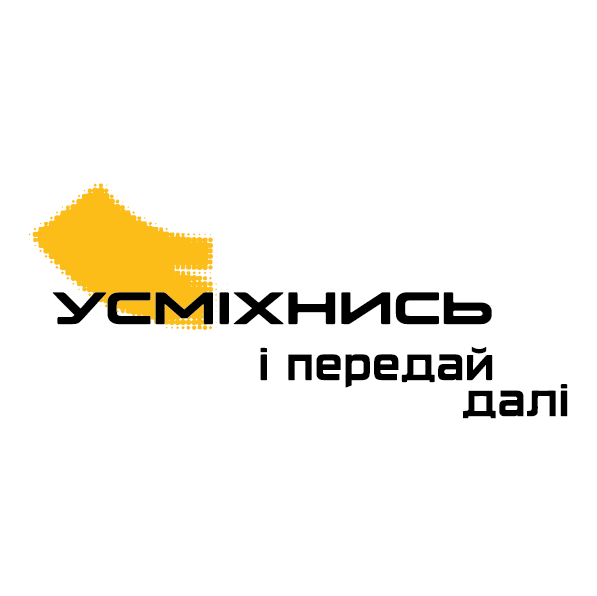 усміхнись
і передай
далі